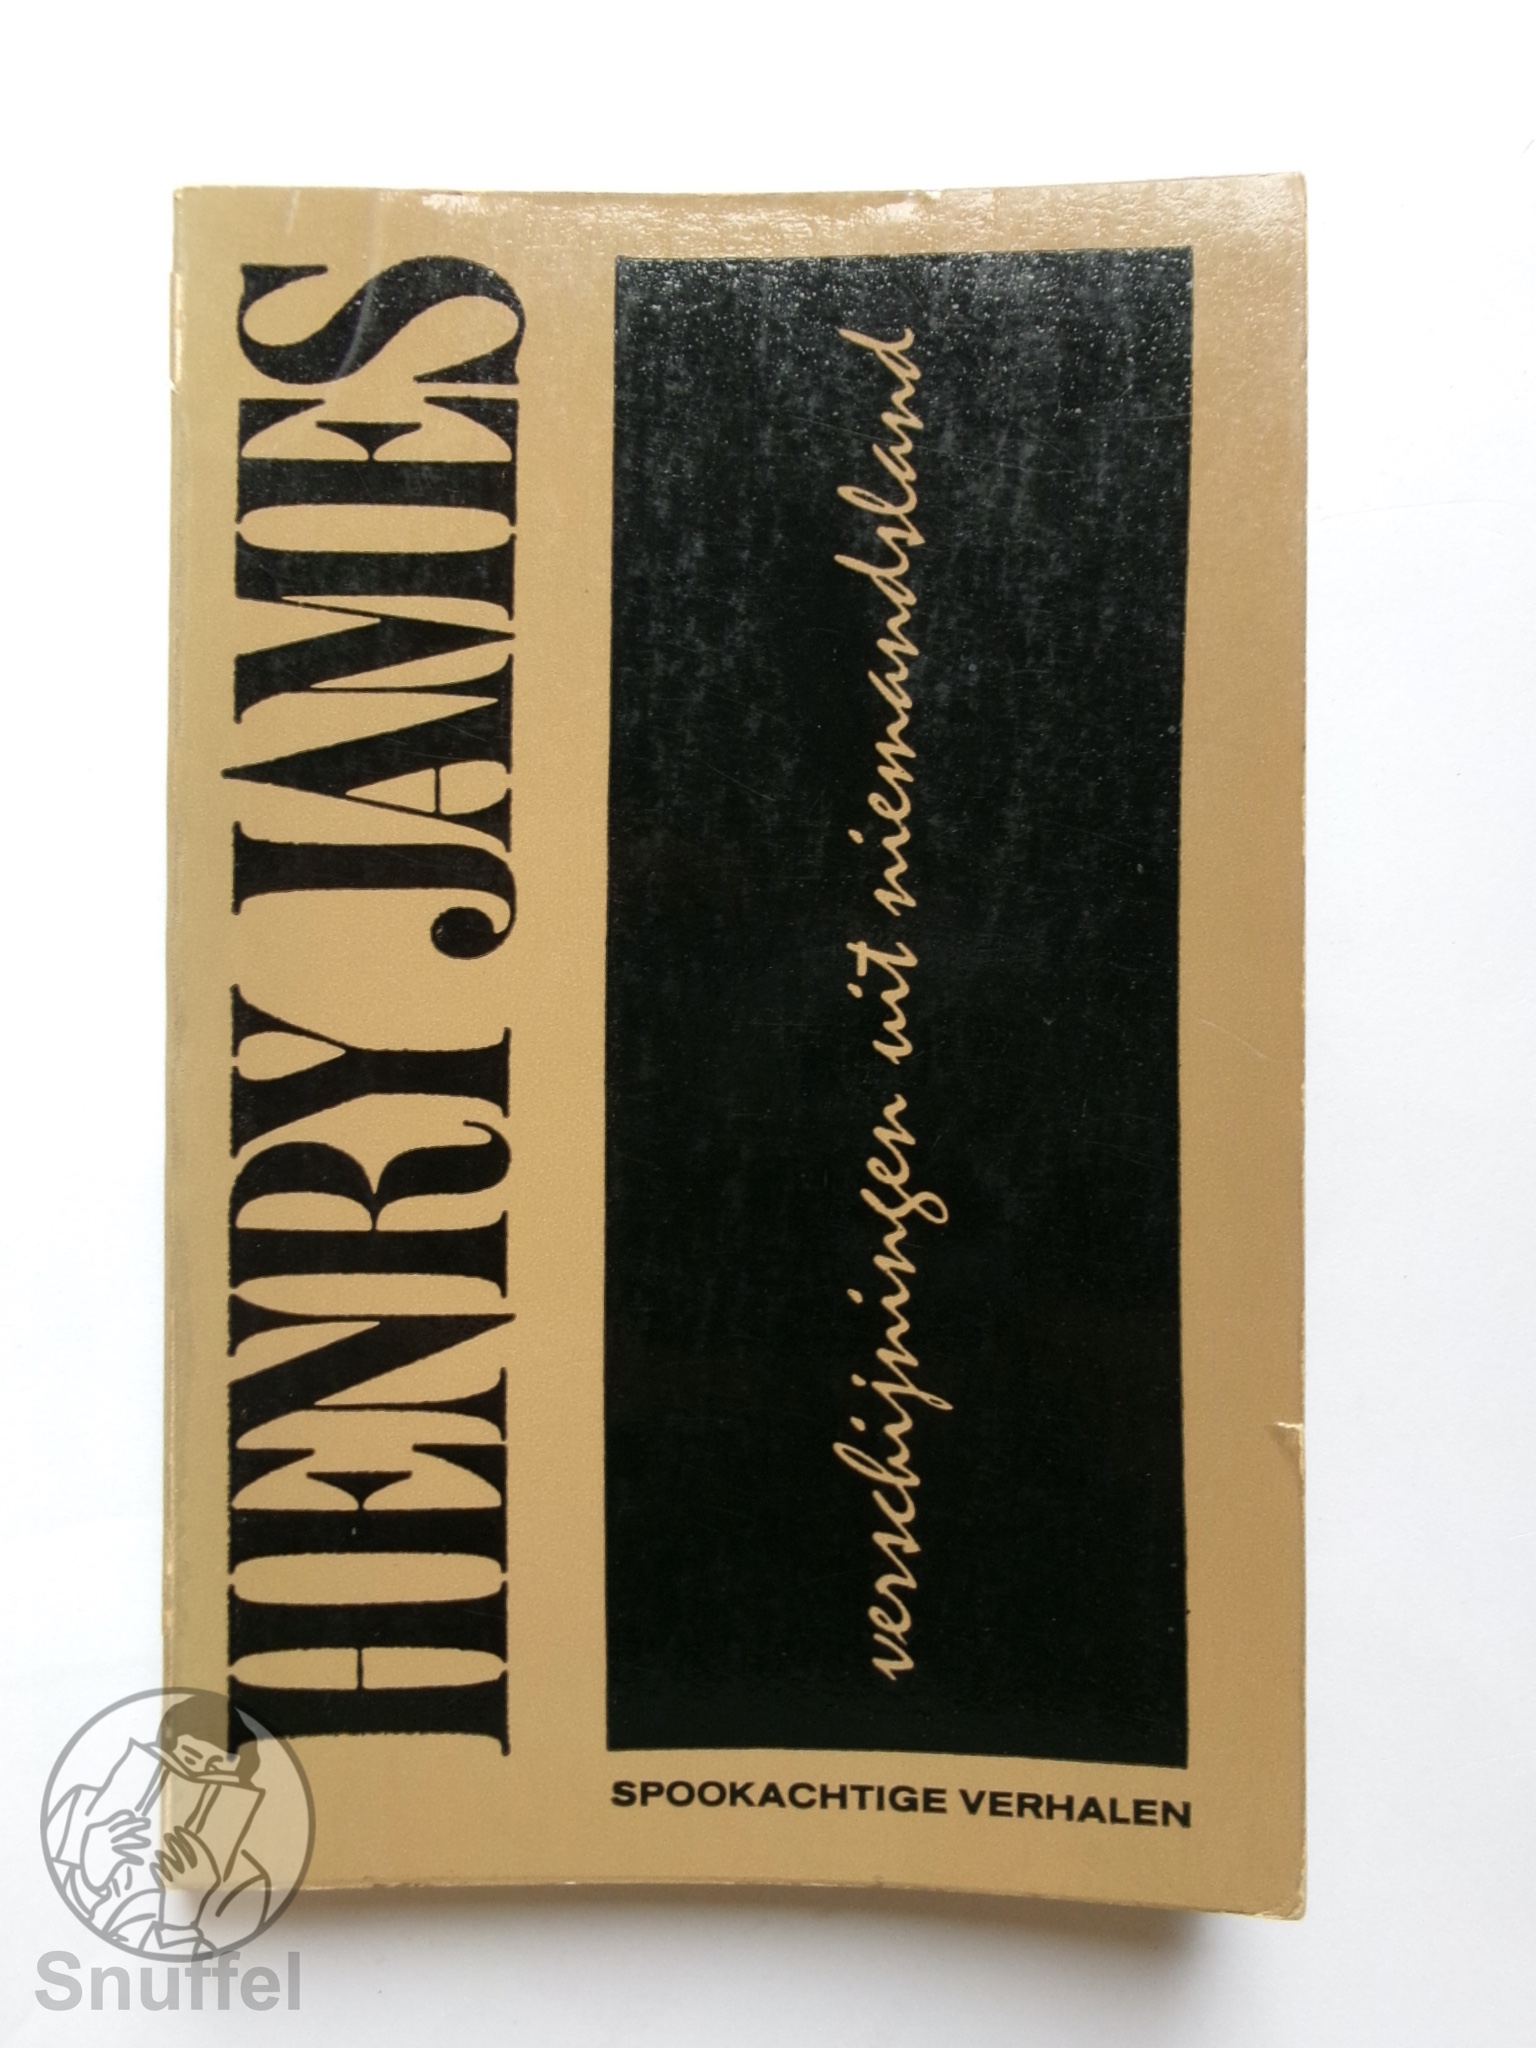 HENRY JAMES
verschijningen uit niemandsland
SPOOKACHTIGE VERHALEN
Snuffel